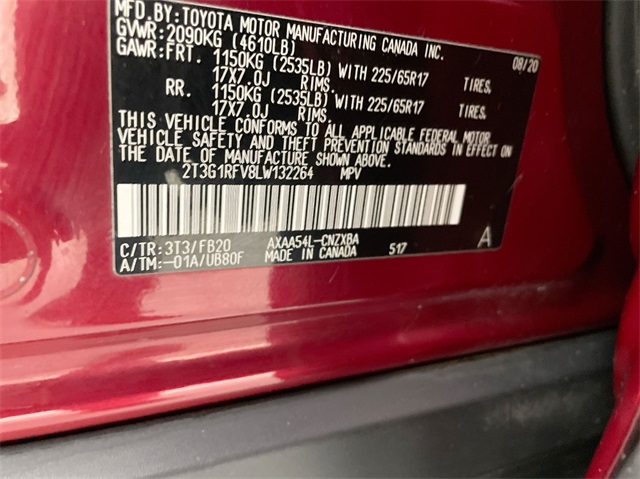 MFD.BY:TOYOTA MOTOR MANUFACTURING CANADA INC.
GVWR:2090KG (4610LB) 08/20
GAWR:FRT. 1150KG (2535LB) WITH 225/65R17 TIRES,
17X7.0J RIMS.
RR. 1150KG (2535LB) WITH 225/65R17 TIRES,
17X7.0J RIMS.
THIS VEHICLE CONFORMS TO ALL APPLICABLE FEDERAL MOTOR
VEHICLE SAFETY AND THEFT PREVENTION STANDARDS IN EFFECT ON
THE DATE OF MANUFACTURE SHOWN ABOVE.
2T3G1RFV8LW132264 MPV
C/TR:3T3/FB20 AXAA54L-CNZXBA A
A/TM:-01A/UB80F MADE IN CANADA 517